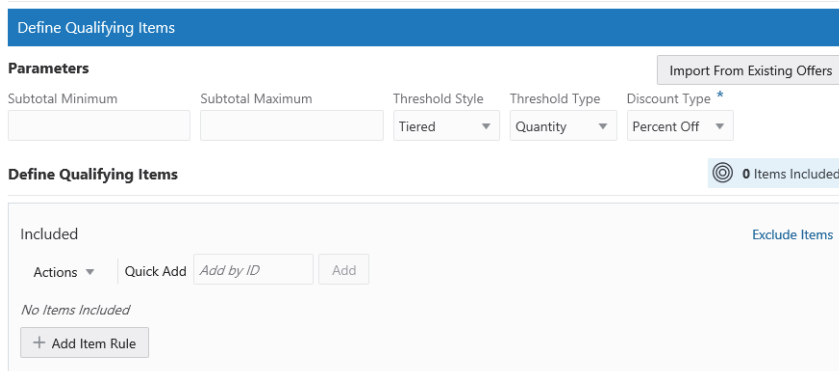 Define Qualifying Items
Parameters
Import From Existing Offers
Subtotal Minimum Subtotal Maximum Threshold Style Threshold Type Discount Type *
Tiered Quantity Percent Off
Define Qualifying Items
0 Items Included
Included
Exclude Items
Actions Quick Add Add by ID Add
No Items Included
+ Add Item Rule